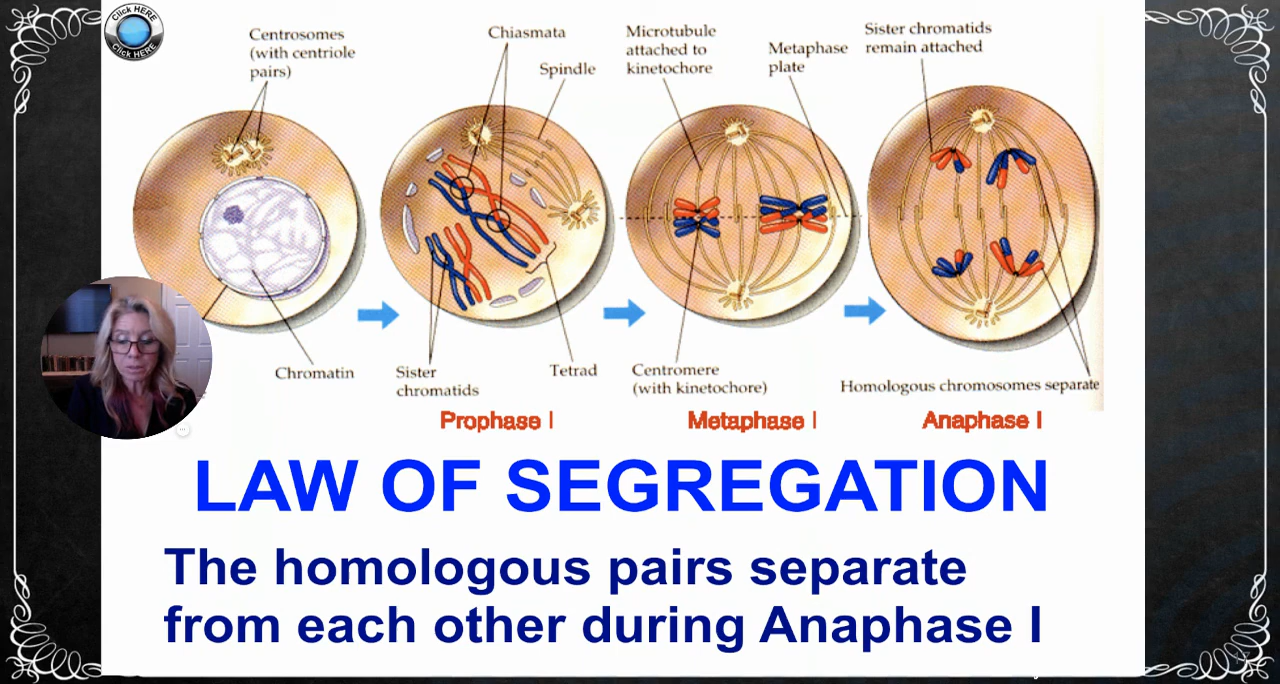 Click HERE
Click HERE
Centrosomes
(with centriole
pairs)
Chiasmata
Spindle
Microtubule
attached to
kinetochore
Metaphase
plate
Sister chromatids
remain attached
Chromatin
Sister
chromatids
Tetrad
Centromere
(with kinetochore)
Homologous chromosomes separate
Prophase I
Metaphase I
Anaphase I
LAW OF SEGREGATION
The homologous pairs separate
from each other during Anaphase I